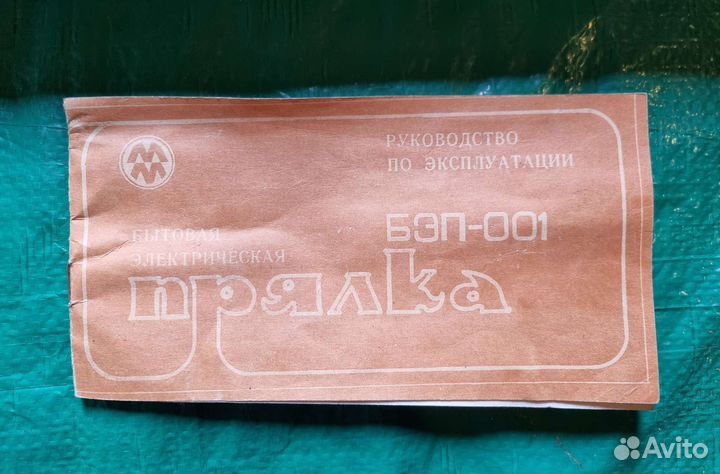 РУКОВОДСТВО
ПО ЭКСПЛУАТАЦИИ
БЭП-001
БЫТОВАЯ
ЭЛЕКТРИЧЕСКАЯ
прялка
Avito